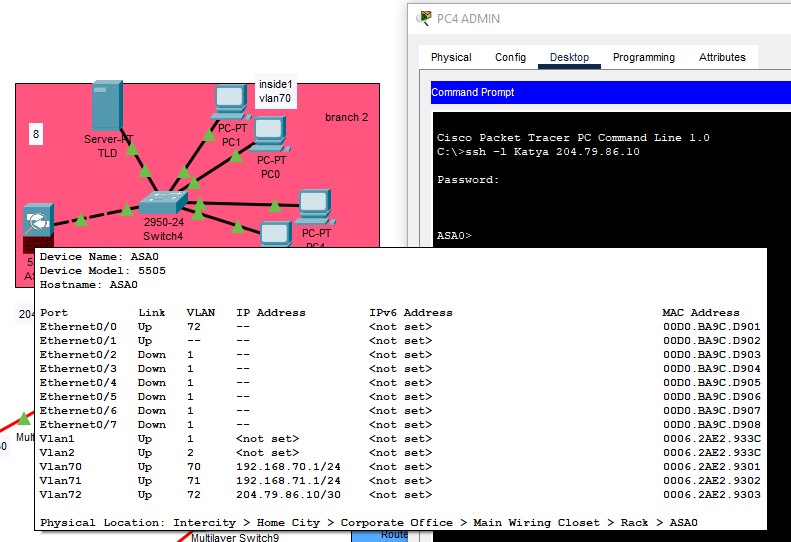 PC4 ADMIN
Physical Config Desktop Programming Attributes
Command Prompt
Cisco Packet Tracer PC Command Line 1.0
C:\>ssh -l Katya 204.79.86.10
Password:
ASA0>
inside1
vlan70
branch 2
8
Server-PT
TLD
PC-PT
PC1
PC-PT
PC0
2950-24
Switch4
PC-PT
PC4
5
A
204
Device Name: ASA0
Device Model: 5505
Hostname: ASA0
Port Link VLAN IP Address IPv6 Address MAC Address
Ethernet0/0 Up 72 -- <not set> 00D0.BA9C.D901
Ethernet0/1 Up -- -- <not set> 00D0.BA9C.D902
Ethernet0/2 Down 1 -- <not set> 00D0.BA9C.D903
Ethernet0/3 Down 1 -- <not set> 00D0.BA9C.D904
Ethernet0/4 Down 1 -- <not set> 00D0.BA9C.D905
Ethernet0/5 Down 1 -- <not set> 00D0.BA9C.D906
Ethernet0/6 Down 1 -- <not set> 00D0.BA9C.D907
Ethernet0/7 Down 1 -- <not set> 00D0.BA9C.D908
Vlan1 Up 1 <not set> <not set> 0006.2AE2.933C
Vlan2 Up 2 <not set> <not set> 0006.2AE2.933C
Vlan70 Up 70 192.168.70.1/24 <not set> 0006.2AE2.9301
Vlan71 Up 71 192.168.71.1/24 <not set> 0006.2AE2.9302
Vlan72 Up 72 204.79.86.10/30 <not set> 0006.2AE2.9303
Physical Location: Intercity > Home City > Corporate Office > Main Wiring Closet > Rack > ASA0
Mul
Multilayer Switch9
Route